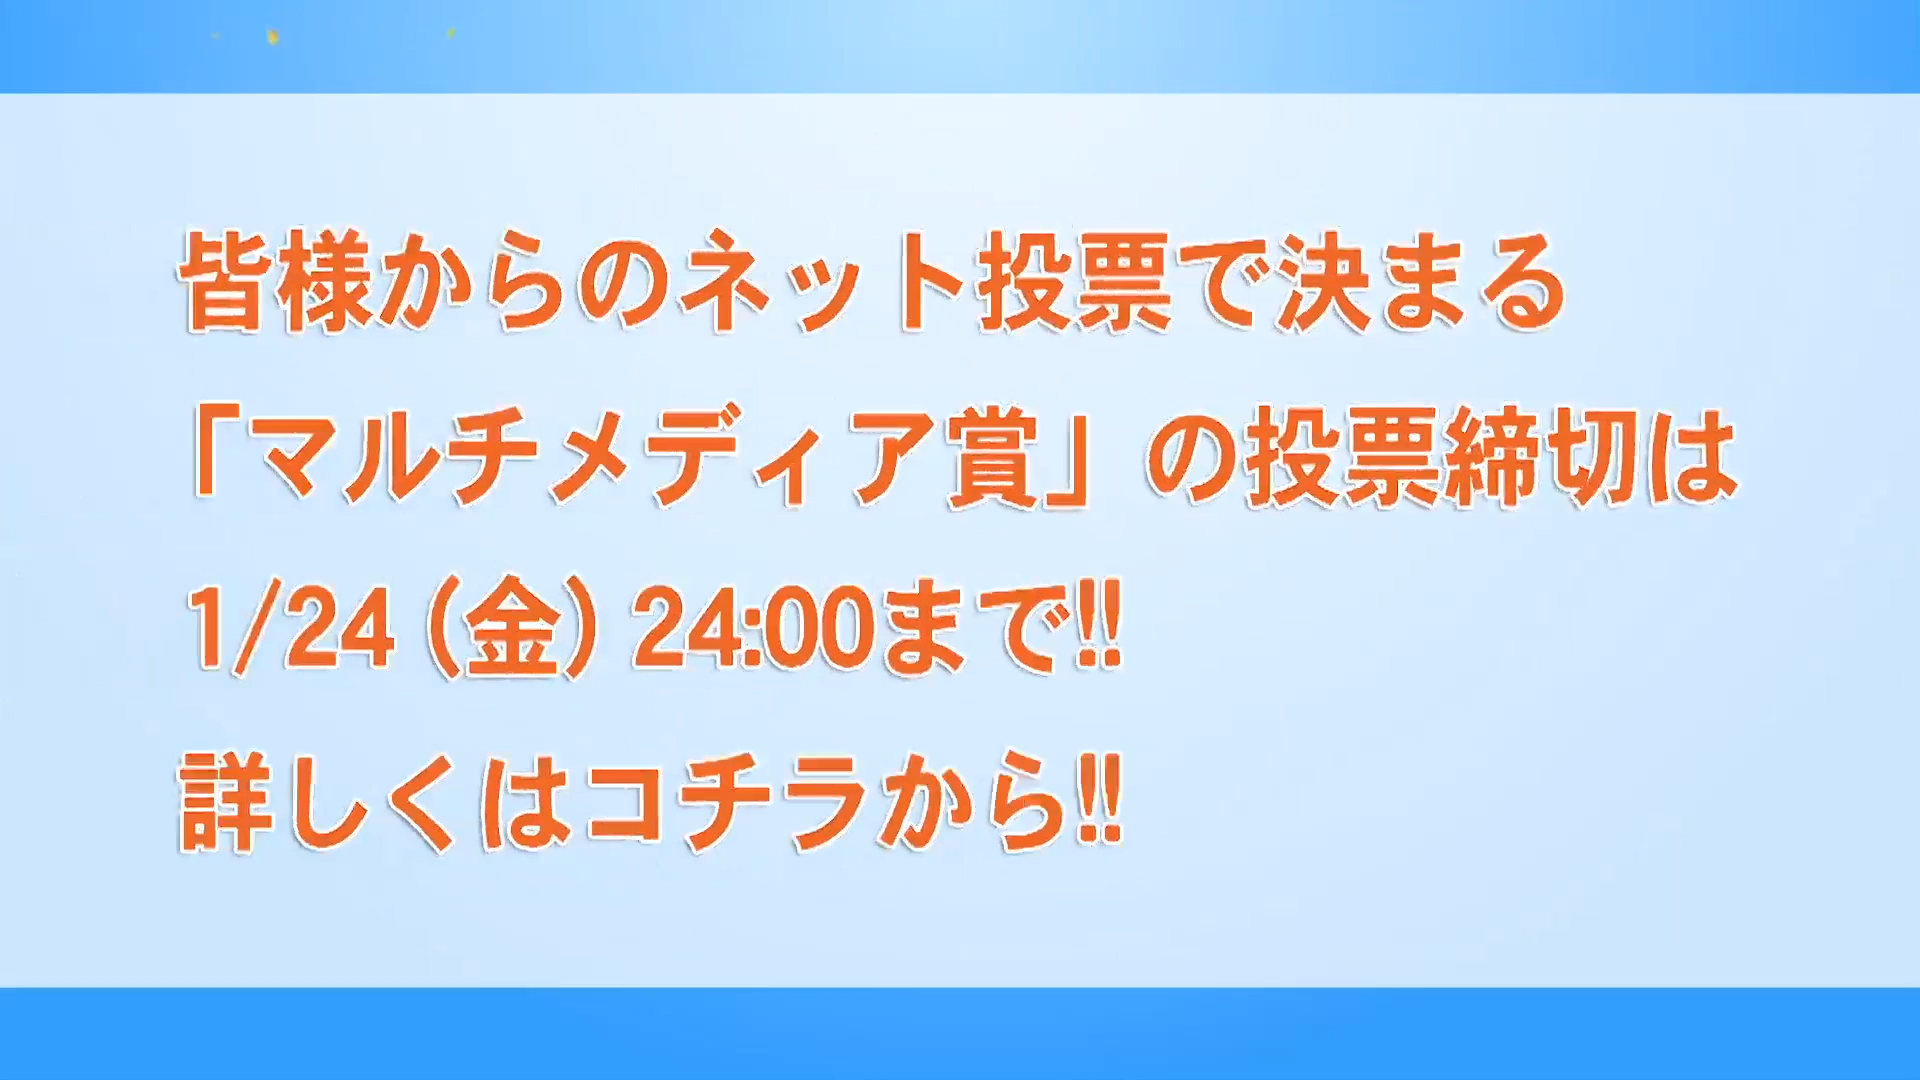 皆様からのネット投票で決まる
「マルチメディア賞」の投票締切は
1/24(金) 24:00まで!!
詳しくはコチラから!!